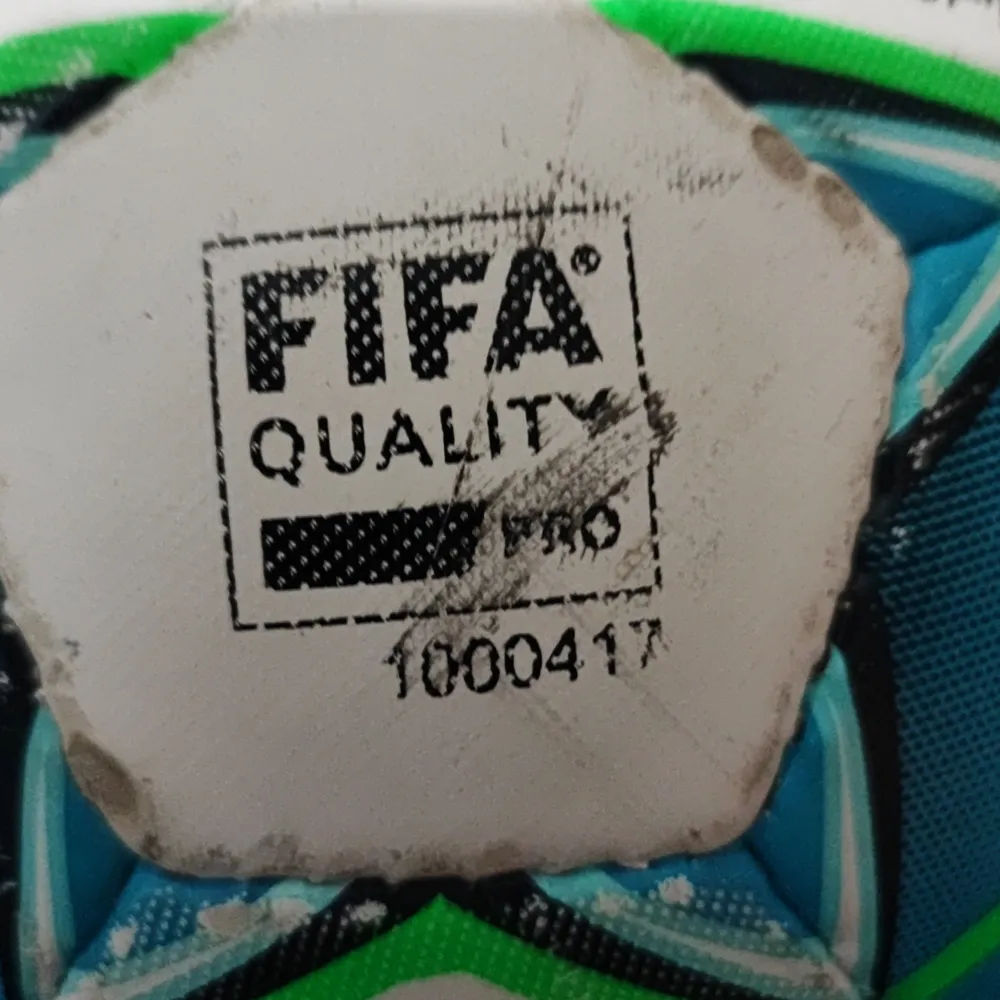 FIFA®
QUALITY
PRO
1000417